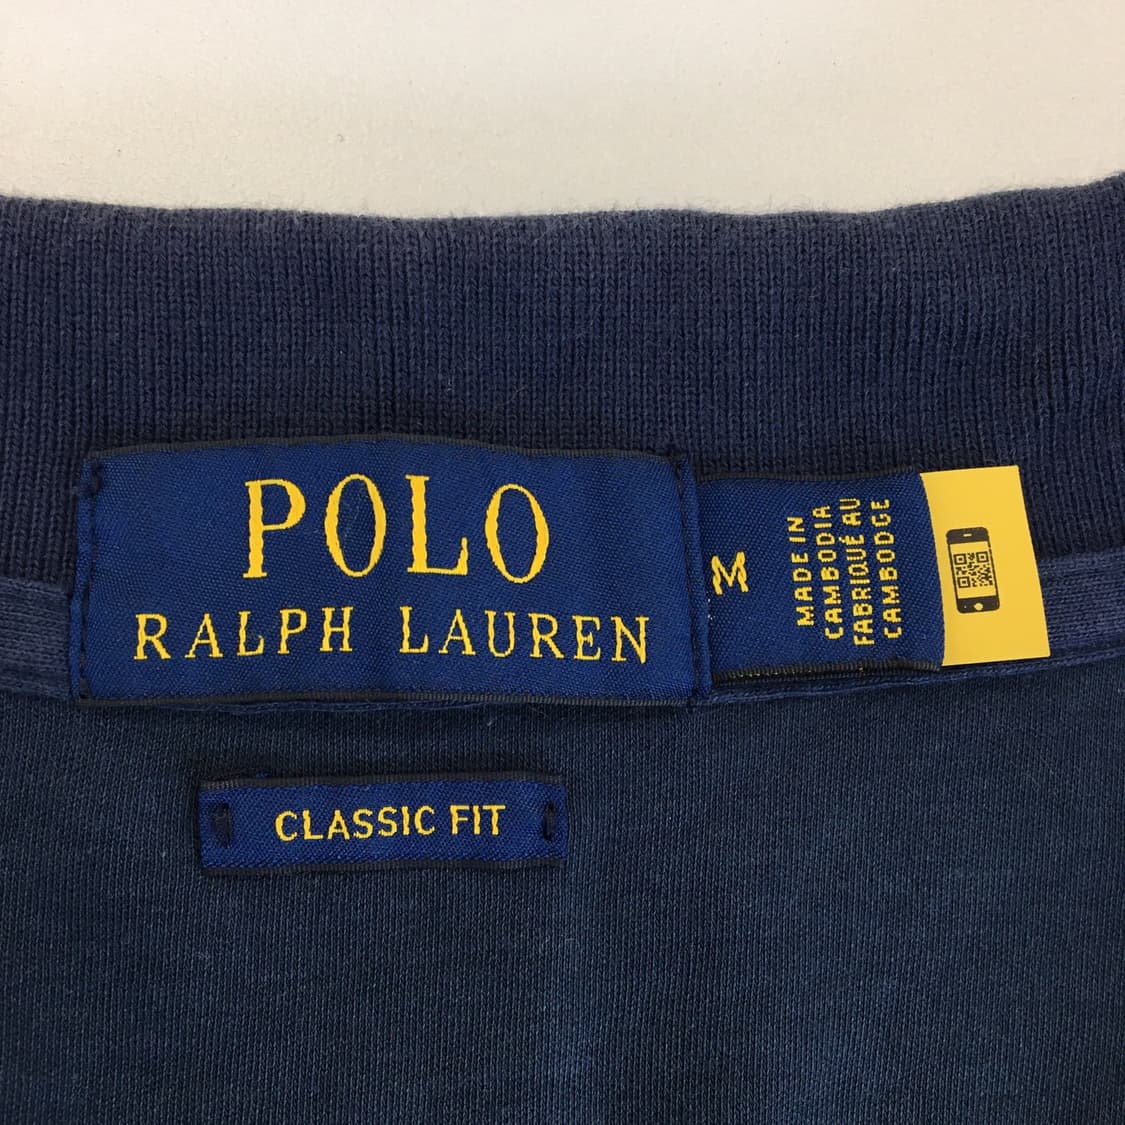 POLO
RALPH LAUREN
M
MADE IN
CAMBODIA
FABRIQUÉ AU
CAMBODGE
CLASSIC FIT